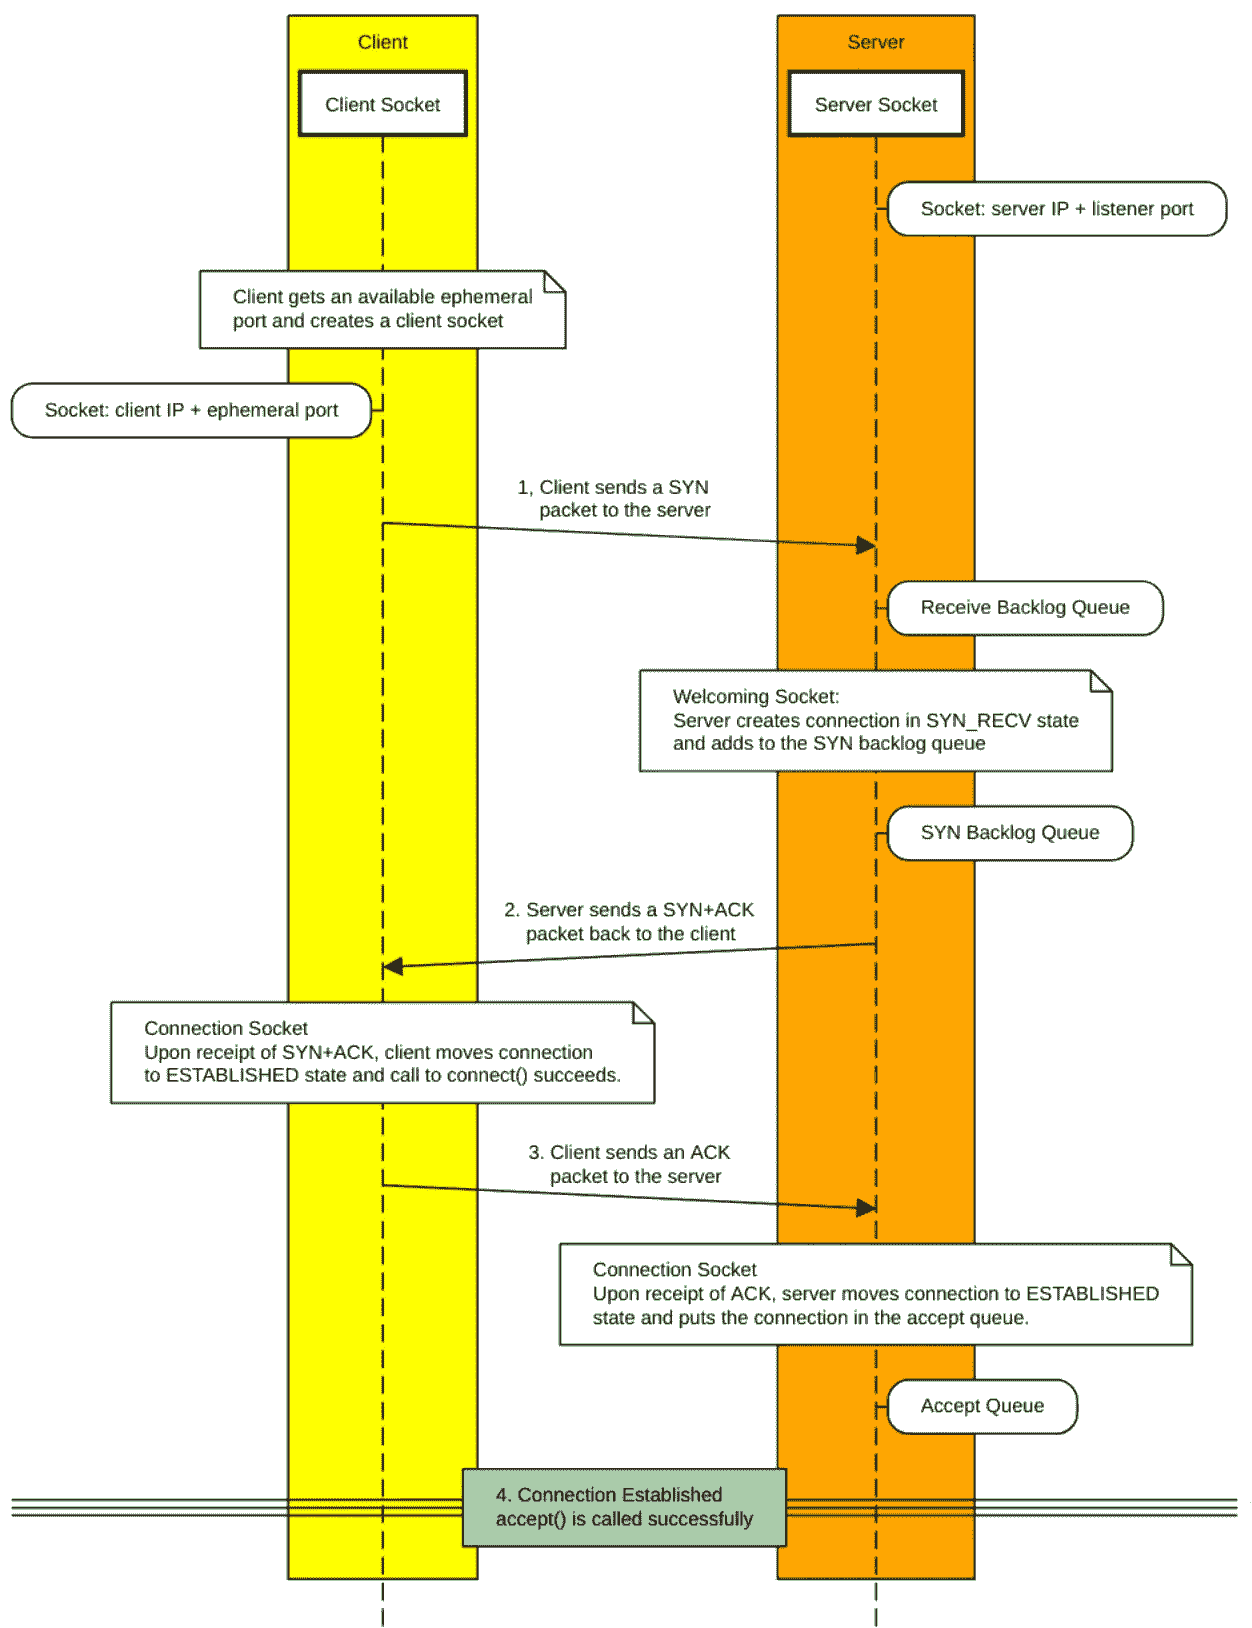 Client
Server
Client Socket
Server Socket
Socket: server IP + listener port
Client gets an available ephemeral
port and creates a client socket
Socket: client IP + ephemeral port
1, Client sends a SYN
packet to the server
Receive Backlog Queue
Welcoming Socket:
Server creates connection in SYN_RECV state
and adds to the SYN backlog queue
SYN Backlog Queue
2. Server sends a SYN+ACK
packet back to the client
Connection Socket
Upon receipt of SYN+ACK, client moves connection
to ESTABLISHED state and call to connect() succeeds.
3. Client sends an ACK
packet to the server
Connection Socket
Upon receipt of ACK, server moves connection to ESTABLISHED
state and puts the connection in the accept queue.
Accept Queue
4. Connection Established
accept() is called successfully